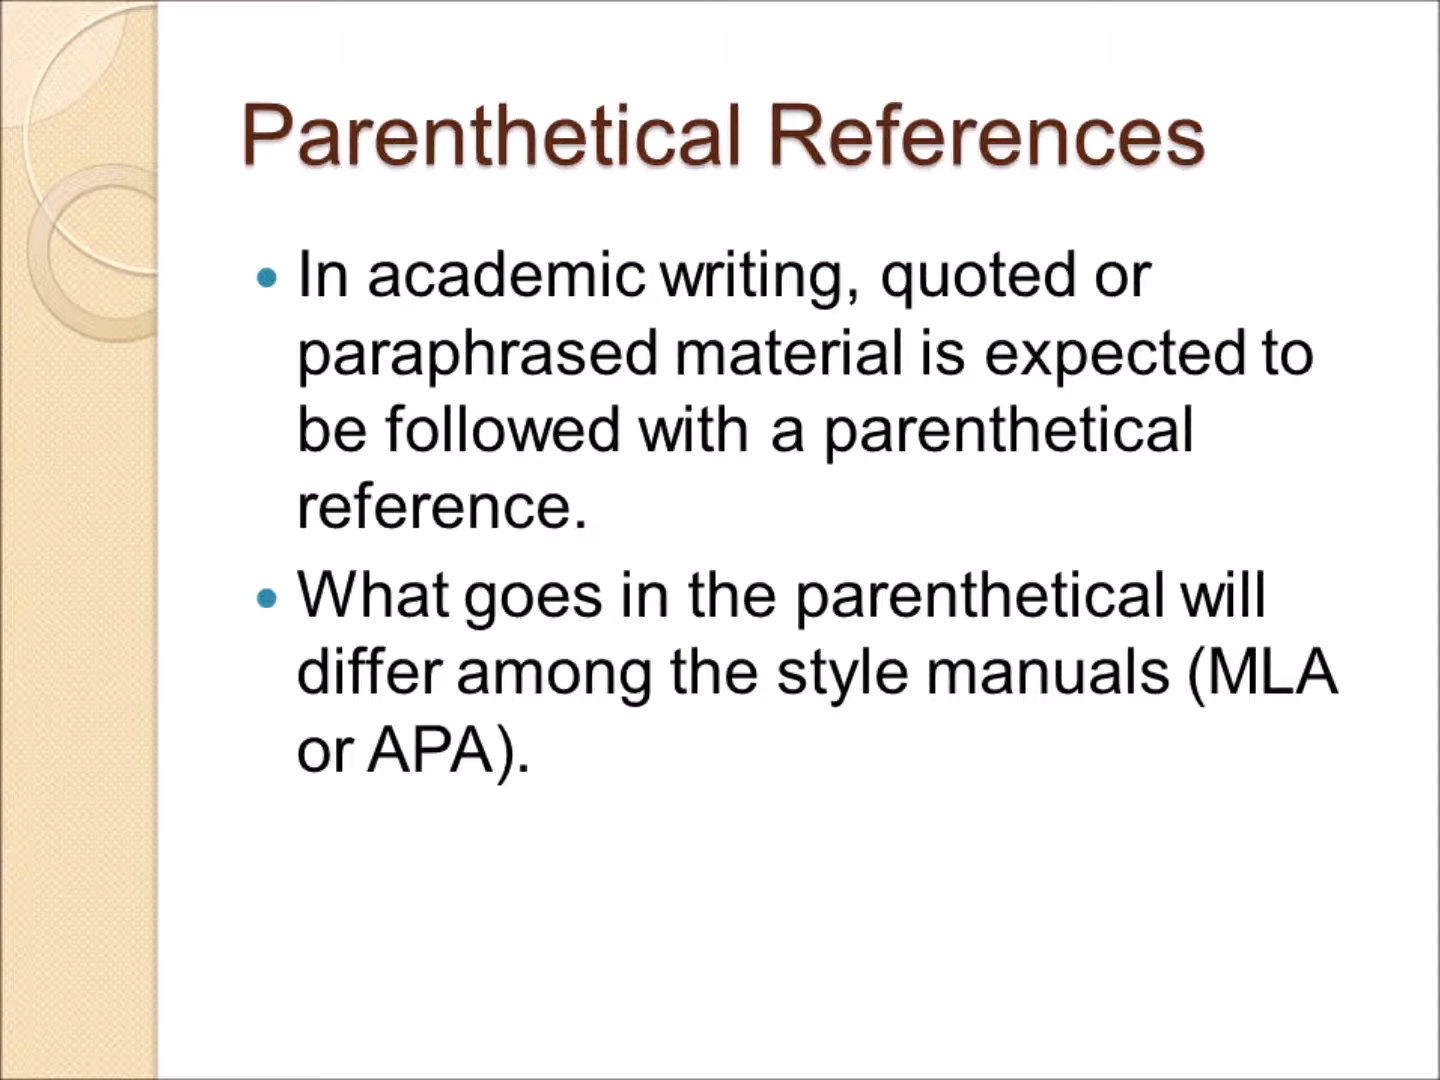 Parenthetical References
• In academic writing, quoted or
paraphrased material is expected to
be followed with a parenthetical
reference.
• What goes in the parenthetical will
differ among the style manuals (MLA
or APA).